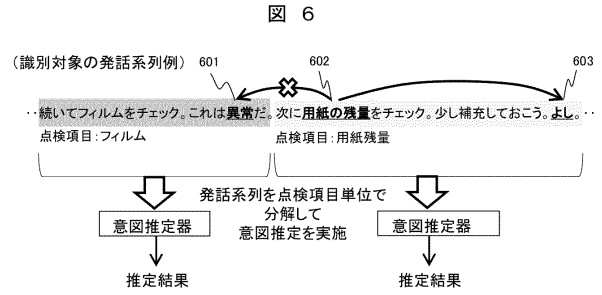 図 6
(識別対象の発話系列例)
601
602
603
‥続いてフィルムをチェック。これは異常だ。次に用紙の残量をチェック。少し補充しておこう。よし。‥
点検項目:フィルム
点検項目:用紙残量
発話系列を点検項目単位で
分解して
意図推定を実施
意図推定器
意図推定器
推定結果
推定結果